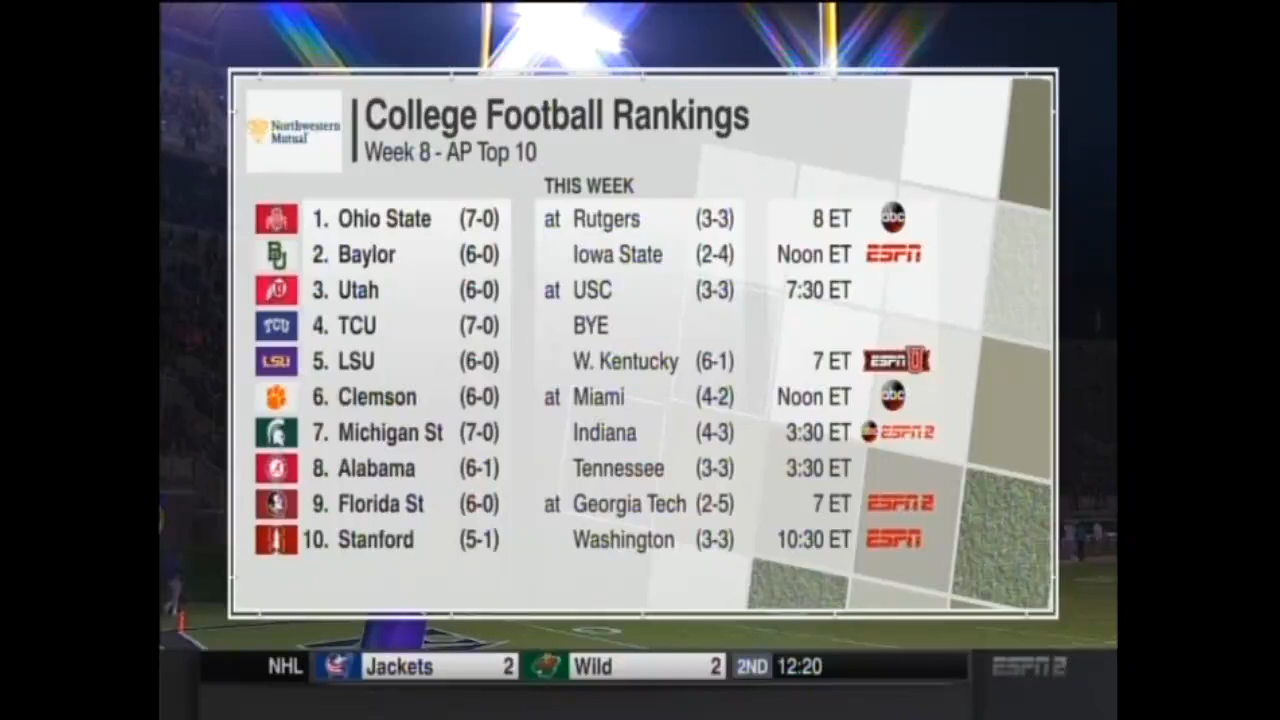 Northwestern
Mutual
College Football Rankings
Week 8 - AP Top 10
THIS WEEK
1. Ohio State (7-0) at Rutgers (3-3) 8 ET abc
2. Baylor (6-0) Iowa State (2-4) Noon ET ESPN
3. Utah (6-0) at USC (3-3) 7:30 ET
TCU 4. TCU (7-0) BYE
LSU 5. LSU (6-0) W. Kentucky (6-1) 7 ET ESPN U
6. Clemson (6-0) at Miami (4-2) Noon ET abc
7. Michigan St (7-0) Indiana (4-3) 3:30 ET abc ESPN2
8. Alabama (6-1) Tennessee (3-3) 3:30 ET
9. Florida St (6-0) at Georgia Tech (2-5) 7 ET ESPN2
10. Stanford (5-1) Washington (3-3) 10:30 ET ESPN
NHL Jackets 2 Wild 2 2ND 12:20 ESPN2